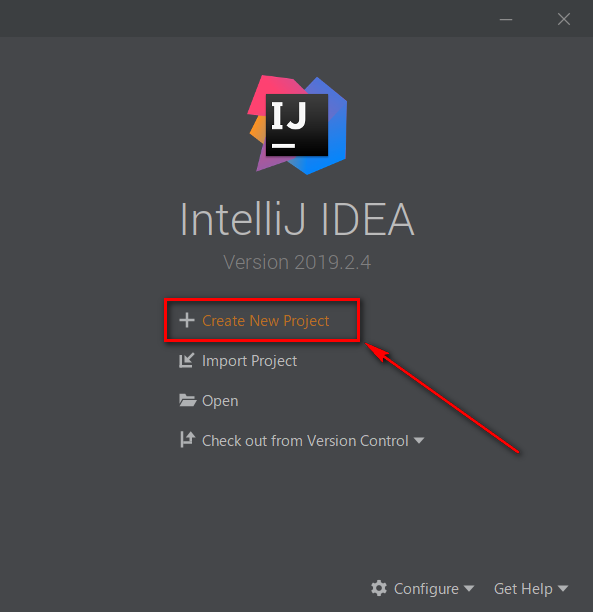 IJ
IntelliJ IDEA
Version 2019.2.4
Create New Project
Import Project
Open
Check out from Version Control
Configure Get Help